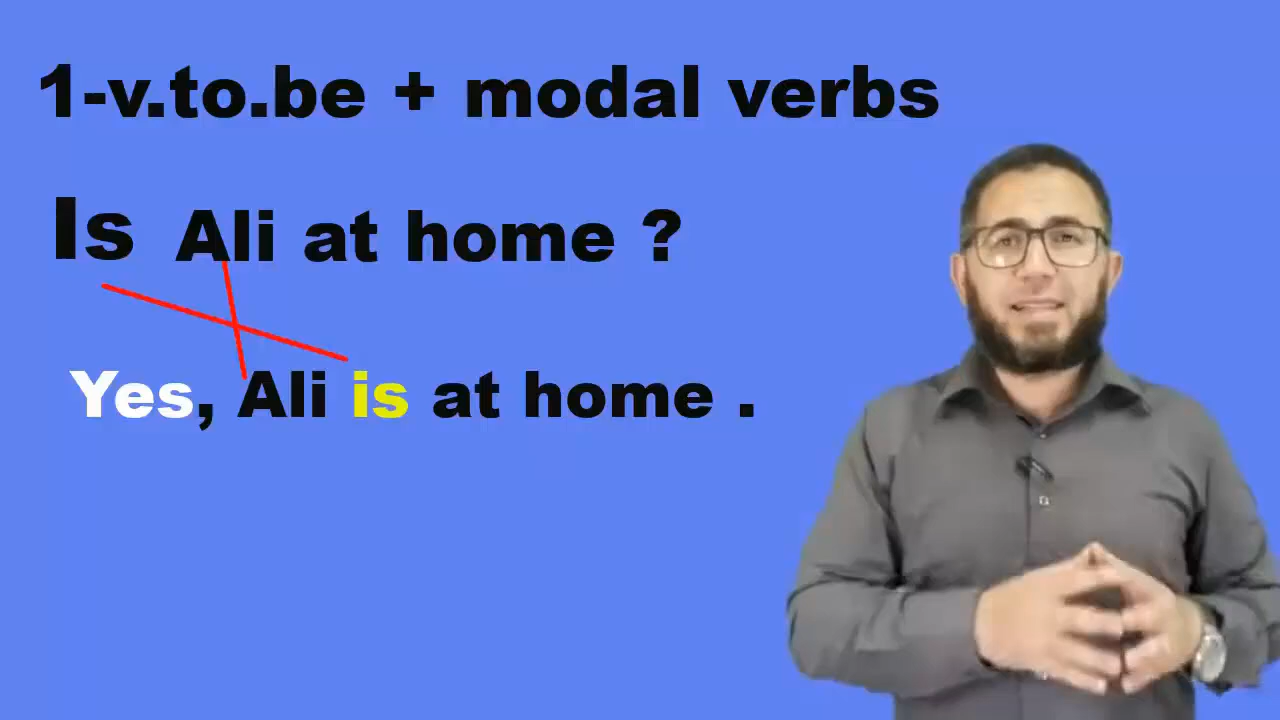 1-v.to.be + modal verbs
Is Ali at home ?
Yes, Ali is at home .